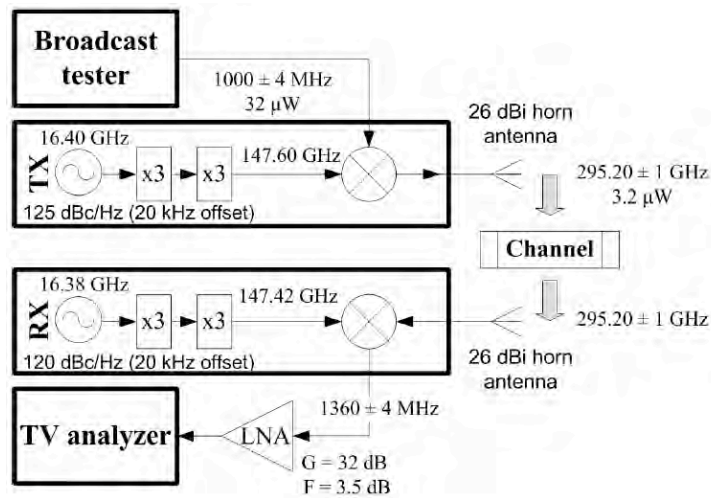 Broadcast
tester
1000 ± 4 MHz
32 μW
26 dBi horn
antenna
TX
16.40 GHz
x3
x3
147.60 GHz
125 dBc/Hz (20 kHz offset)
295.20 ± 1 GHz
3.2 μW
Channel
RX
16.38 GHz
x3
x3
147.42 GHz
120 dBc/Hz (20 kHz offset)
295.20 ± 1 GHz
26 dBi horn
antenna
1360 ± 4 MHz
TV analyzer
LNA
G = 32 dB
F = 3.5 dB